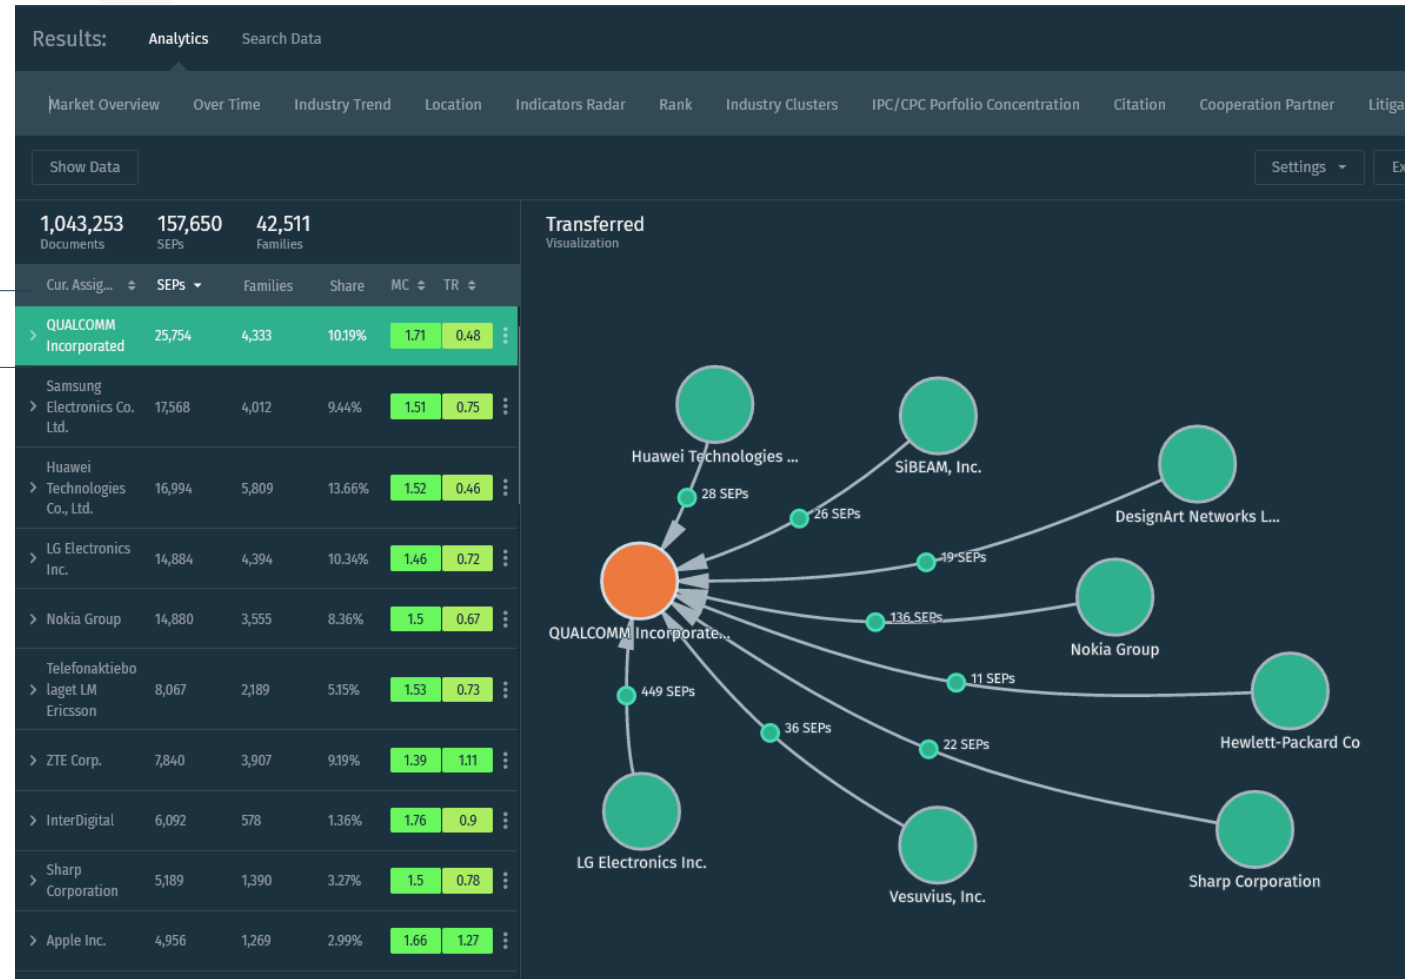 Results: Analytics Search Data
Market Overview Over Time Industry Trend Location Indicators Radar Rank Industry Clusters IPC/CPC Porfolio Concentration Citation Cooperation Partner Litiga
Show Data Settings Ex
1,043,253 157,650 42,511
Documents SEPs Families
Transferred
Visualization
Cur. Assig... SEPs Families Share MC TR
QUALCOMM
Incorporated 25,754 4,333 10.19% 1.71 0.48
Samsung
Electronics Co. 17,568 4,012 9.44% 1.51 0.75
Ltd.
Huawei
Technologies 16,994 5,809 13.66% 1.52 0.46
Co., Ltd.
LG Electronics
Inc. 14,884 4,394 10.34% 1.46 0.72
Nokia Group 14,880 3,555 8.36% 1.5 0.67
Telefonaktiebo
laget LM 8,067 2,189 5.15% 1.53 0.73
Ericsson
ZTE Corp. 7,840 3,907 9.19% 1.39 1.11
InterDigital 6,092 578 1.36% 1.76 0.9
Sharp
Corporation 5,189 1,390 3.27% 1.5 0.78
Apple Inc. 4,956 1,269 2.99% 1.66 1.27
Huawei Technologies ...
SiBEAM, Inc.
28 SEPs
26 SEPs
DesignArt Networks L...
19 SEPs
136 SEPs
QUALCOMM Incorporate...
Nokia Group
11 SEPs
449 SEPs
36 SEPs
22 SEPs
Hewlett-Packard Co
LG Electronics Inc.
Sharp Corporation
Vesuvius, Inc.